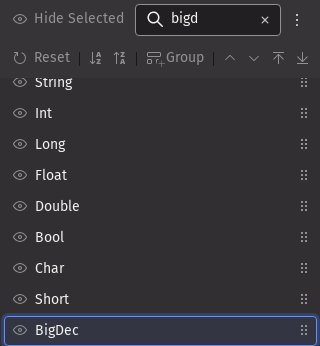 Hide Selected bigd
Reset Group
String
Int
Long
Float
Double
Bool
Char
Short
BigDec